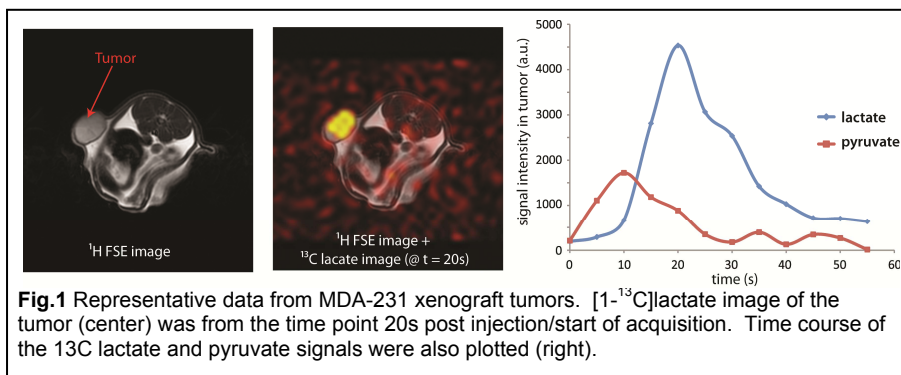 Tumor
¹H FSE image
¹H FSE image +
¹³C lactate image (@ t = 20s)
signal intensity in tumor (a.u.)
5000
4000
3000
2000
1000
0
0 10 20 30 40 50 60
time (s)
lactate
pyruvate
Fig.1 Representative data from MDA-231 xenograft tumors. [1-¹³C]lactate image of the
tumor (center) was from the time point 20s post injection/start of acquisition. Time course of
the 13C lactate and pyruvate signals were also plotted (right).